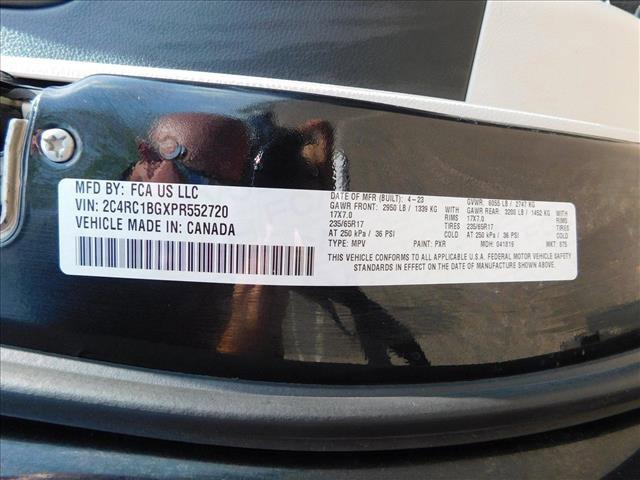 MFD BY: FCA US LLC
VIN: 2C4RC1BGXPR552720
VEHICLE MADE IN: CANADA
DATE OF MFR (BUILT): 4-23 GVWR: 6055 LB / 2747 KG
GAWR FRONT: 2950 LB / 1339 KG WITH GAWR REAR: 3200 LB / 1452 KG WITH
17X7.0 RIMS 17X7.0 RIMS
235/65R17 TIRES 235/65R17 TIRES
AT 250 kPa / 36 PSI COLD AT 250 kPa / 36 PSI COLD
TYPE: MPV PAINT: PXR MDH: 041819 MKT: 675
THIS VEHICLE CONFORMS TO ALL APPLICABLE U.S.A. FEDERAL MOTOR VEHICLE SAFETY
STANDARDS IN EFFECT ON THE DATE OF MANUFACTURE SHOWN ABOVE.